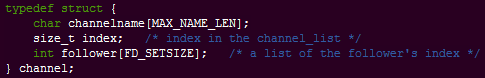 typedef struct {
    char channelname[MAX_NAME_LEN];
    size_t index;   /* index in the channel_list */
    int follower[FD_SETSIZE];   /* a list of the follower's index */
} channel;